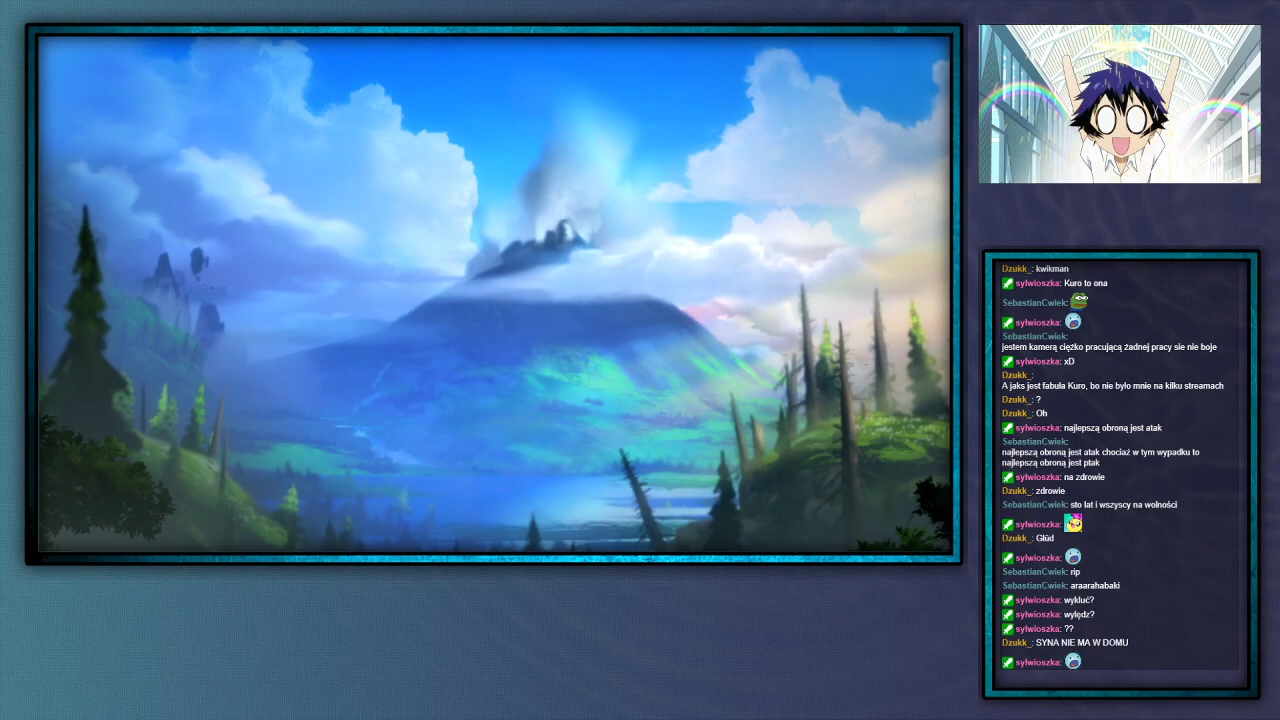 Dzukk_: kwikman
sylwioszka: Kuro to ona
SebastianCwiek:
sylwioszka:
SebastianCwiek:
jestem kamerą ciężko pracującą żadnej pracy sie nie boje
sylwioszka: xD
Dzukk_:
A jaks jest fabuła Kuro, bo nie było mnie na kilku streamach
Dzukk_: ?
Dzukk_: Oh
sylwioszka: najlepszą obroną jest atak
SebastianCwiek:
najlepszą obroną jest atak chociaż w tym wypadku to
najlepszą obroną jest ptak
sylwioszka: na zdrowie
Dzukk_: zdrowie
SebastianCwiek: sto lat i wszyscy na wolności
sylwioszka:
Dzukk_: Glüd
sylwioszka:
SebastianCwiek: rip
SebastianCwiek: araarahabaki
sylwioszka: wykluć?
sylwioszka: wylędz?
sylwioszka: ??
Dzukk_: SYNA NIE MA W DOMU
sylwioszka: